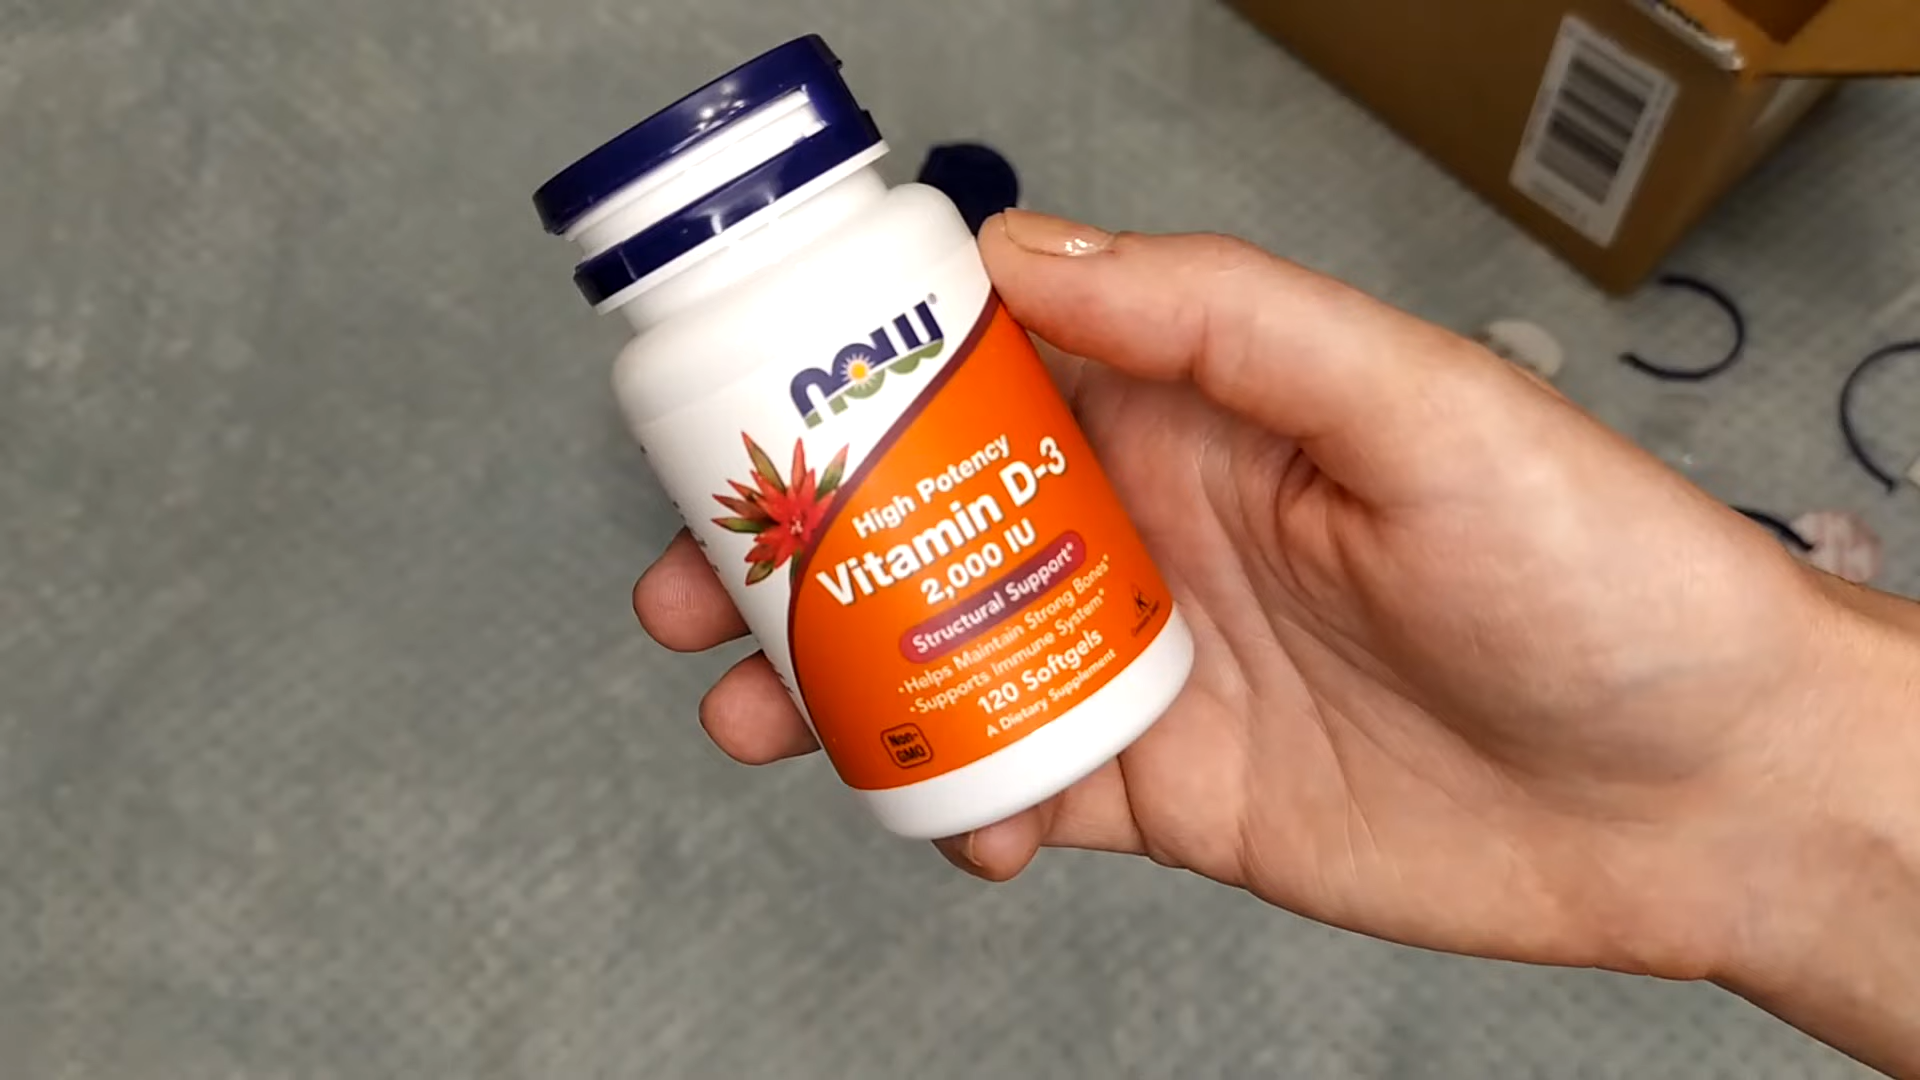 now®
High Potency
Vitamin D-3
2,000 IU
Structural Support*
•Helps Maintain Strong Bones*
•Supports Immune System*
120 Softgels
A Dietary Supplement
Non-
GMO